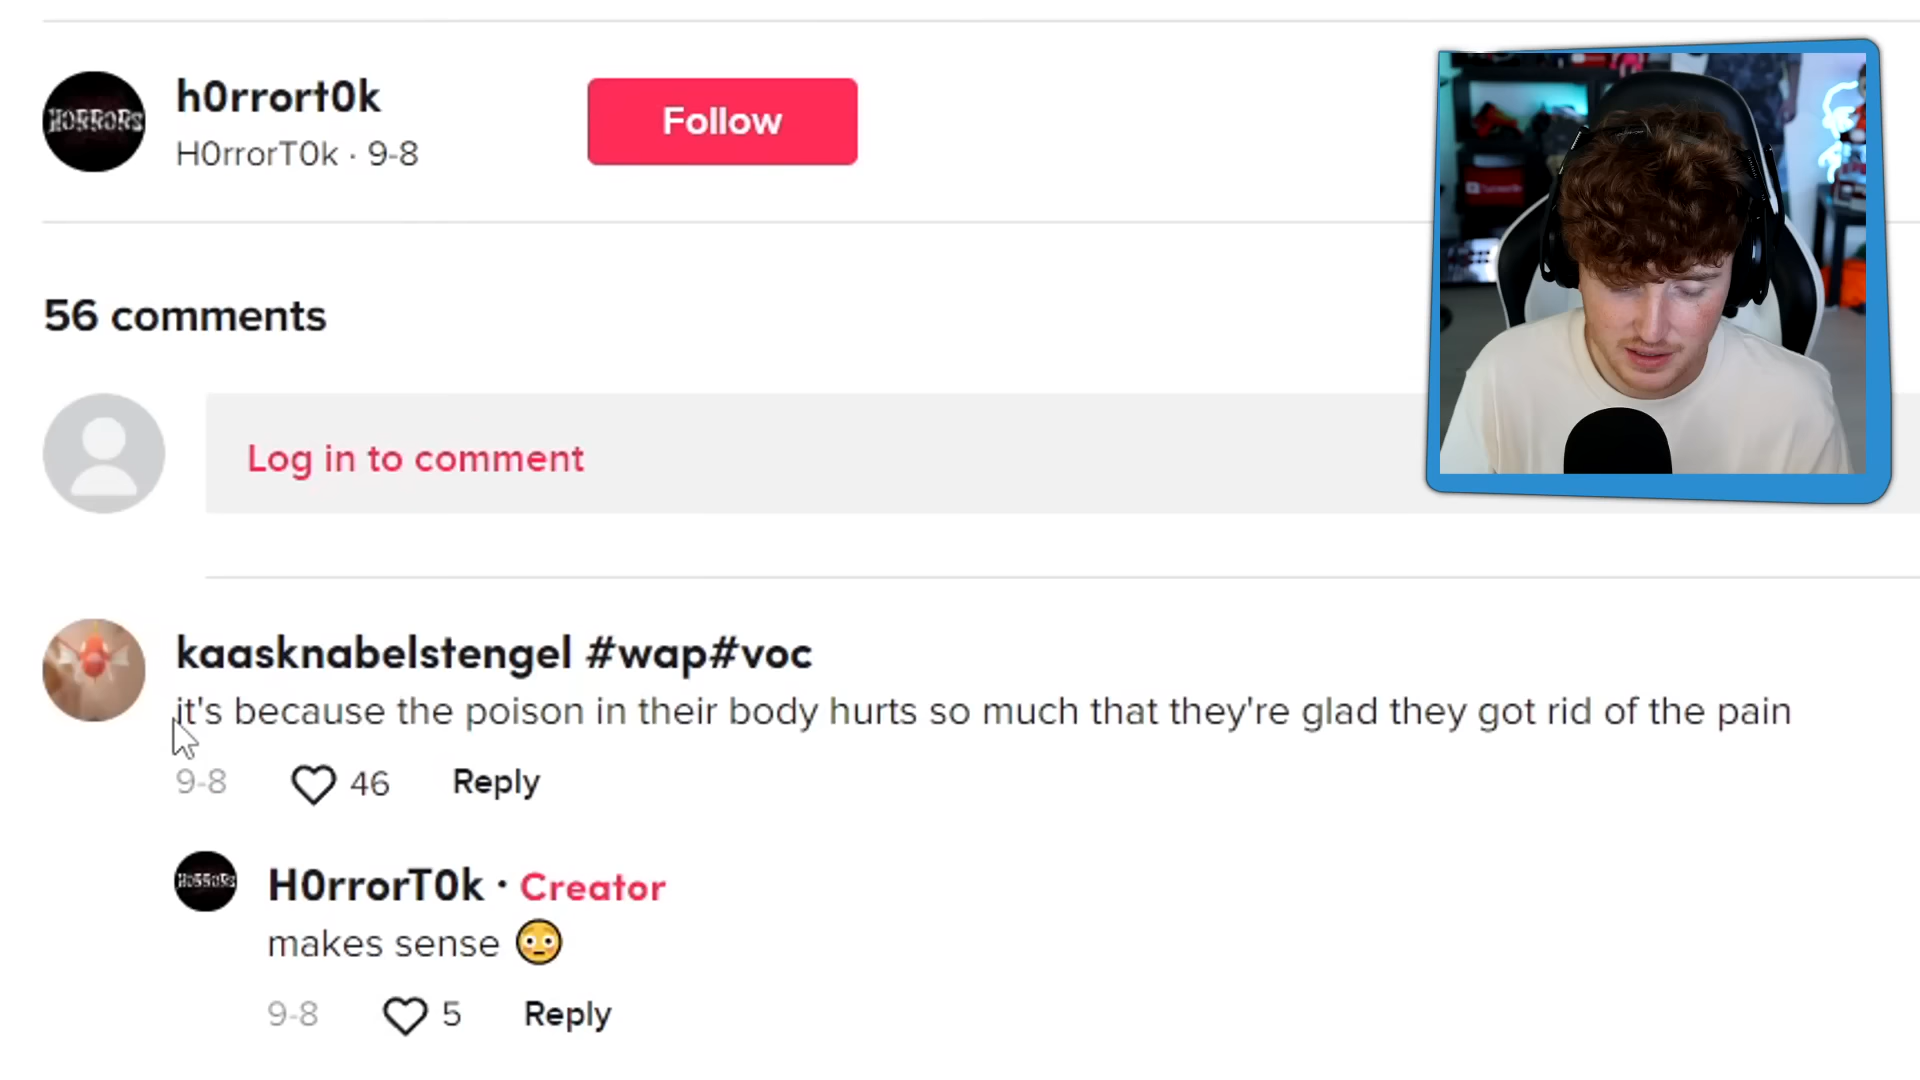 HORRORS
h0rrort0k
H0rrorT0k · 9-8
Follow
56 comments
Log in to comment
kaasknabelstengel #wap#voc
it's because the poison in their body hurts so much that they're glad they got rid of the pain
9-8 46 Reply
HORRORS
H0rrorT0k · Creator
makes sense 😳
9-8 5 Reply